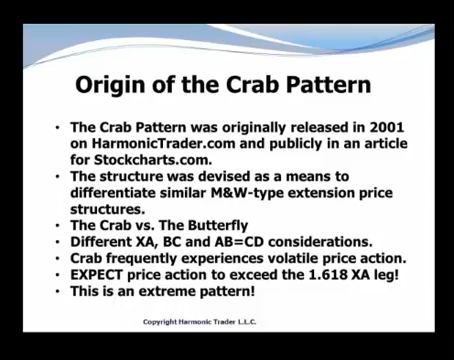 Origin of the Crab Pattern
• The Crab Pattern was originally released in 2001
on HarmonicTrader.com and publicly in an article
for Stockcharts.com.
• The structure was devised as a means to
differentiate similar M&W-type extension price
structures.
• The Crab vs. The Butterfly
• Different XA, BC and AB=CD considerations.
• Crab frequently experiences volatile price action.
• EXPECT price action to exceed the 1.618 XA leg!
• This is an extreme pattern!
Copyright Harmonic Trader L.L.C.